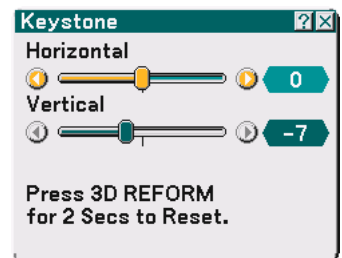 Keystone ? ×
Horizontal
0
Vertical
-7
Press 3D REFORM
for 2 Secs to Reset.